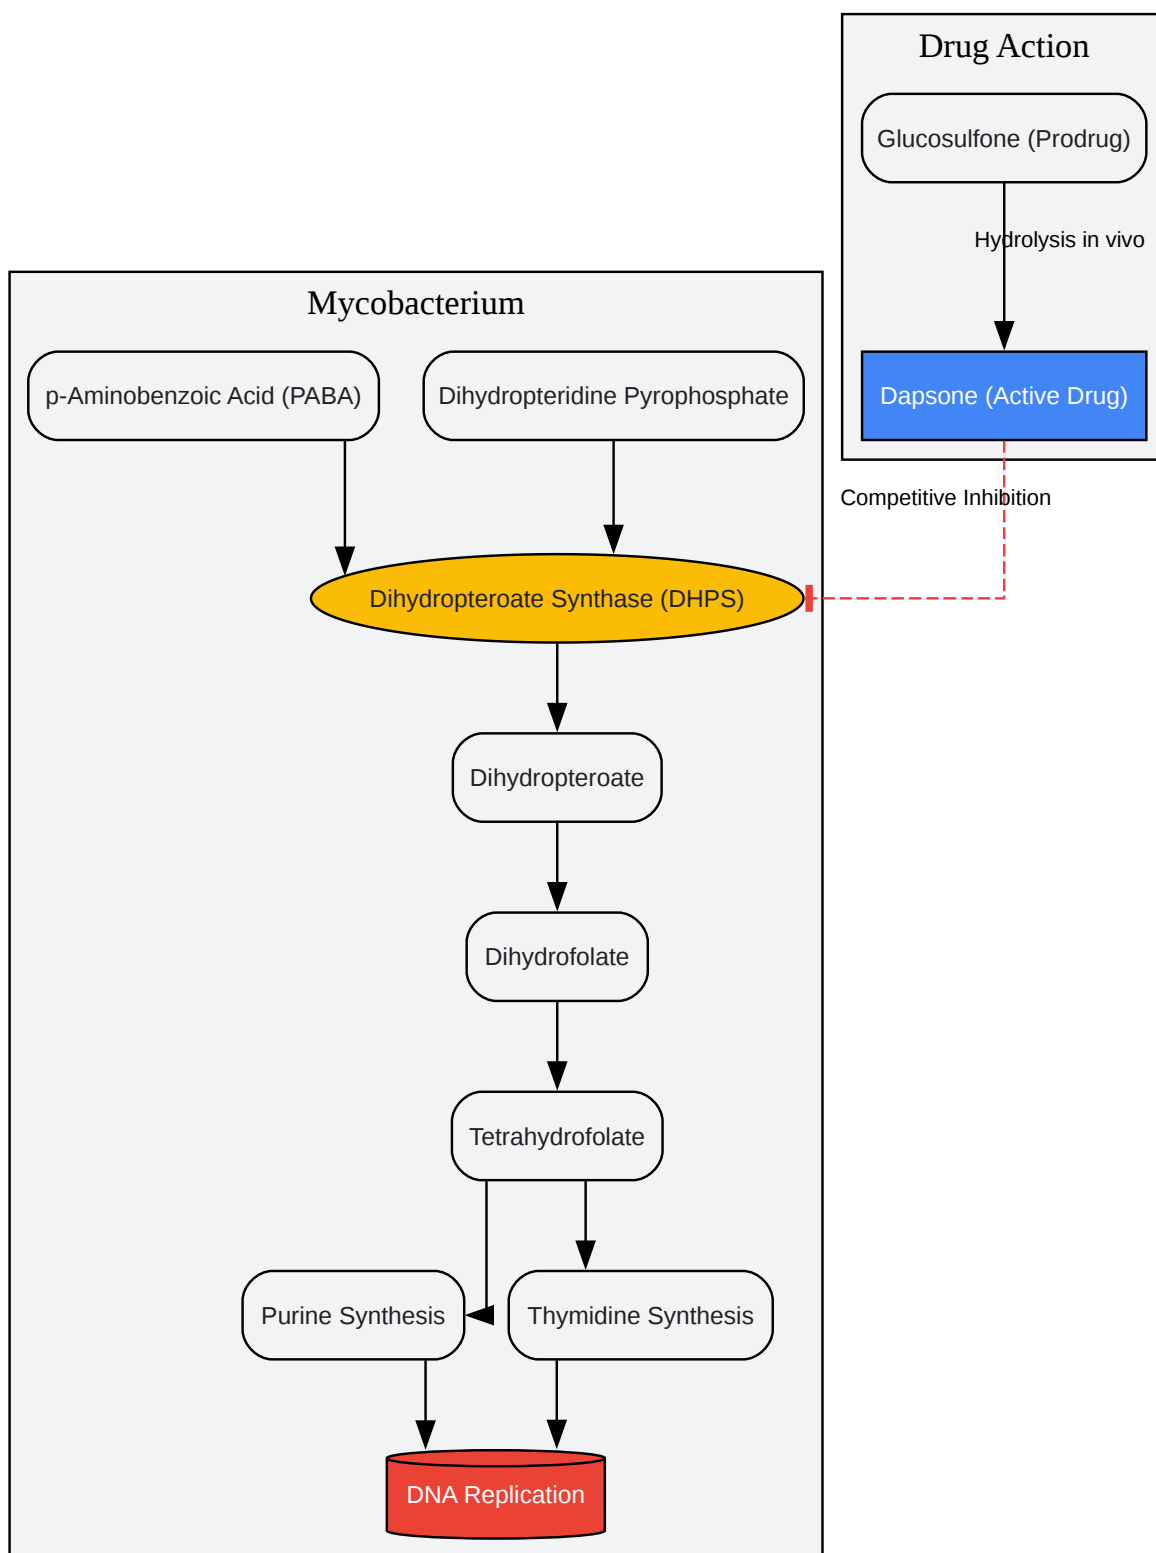 Drug Action
Glucosulfone (Prodrug)
Hydrolysis in vivo
Dapsone (Active Drug)
Competitive Inhibition
Mycobacterium
p-Aminobenzoic Acid (PABA)
Dihydropteridine Pyrophosphate
Dihydropteroate Synthase (DHPS)
Dihydropteroate
Dihydrofolate
Tetrahydrofolate
Purine Synthesis
Thymidine Synthesis
DNA Replication